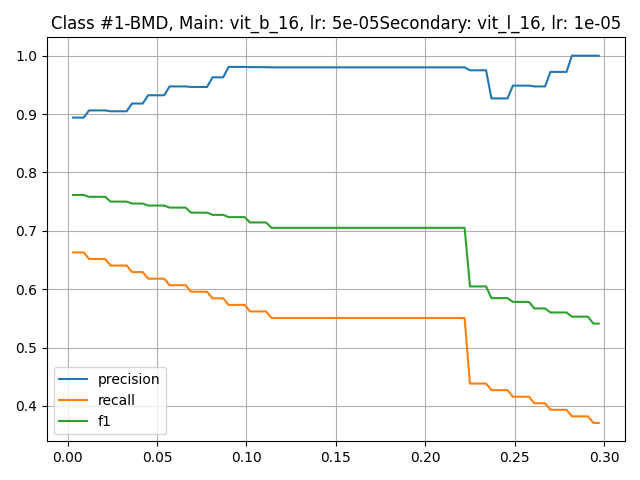 Class #1-BMD, Main: vit_b_16, lr: 5e-05Secondary: vit_l_16, lr: 1e-05
1.0
0.9
0.8
0.7
0.6
0.5
0.4
precision
recall
f1
0.00 0.05 0.10 0.15 0.20 0.25 0.30